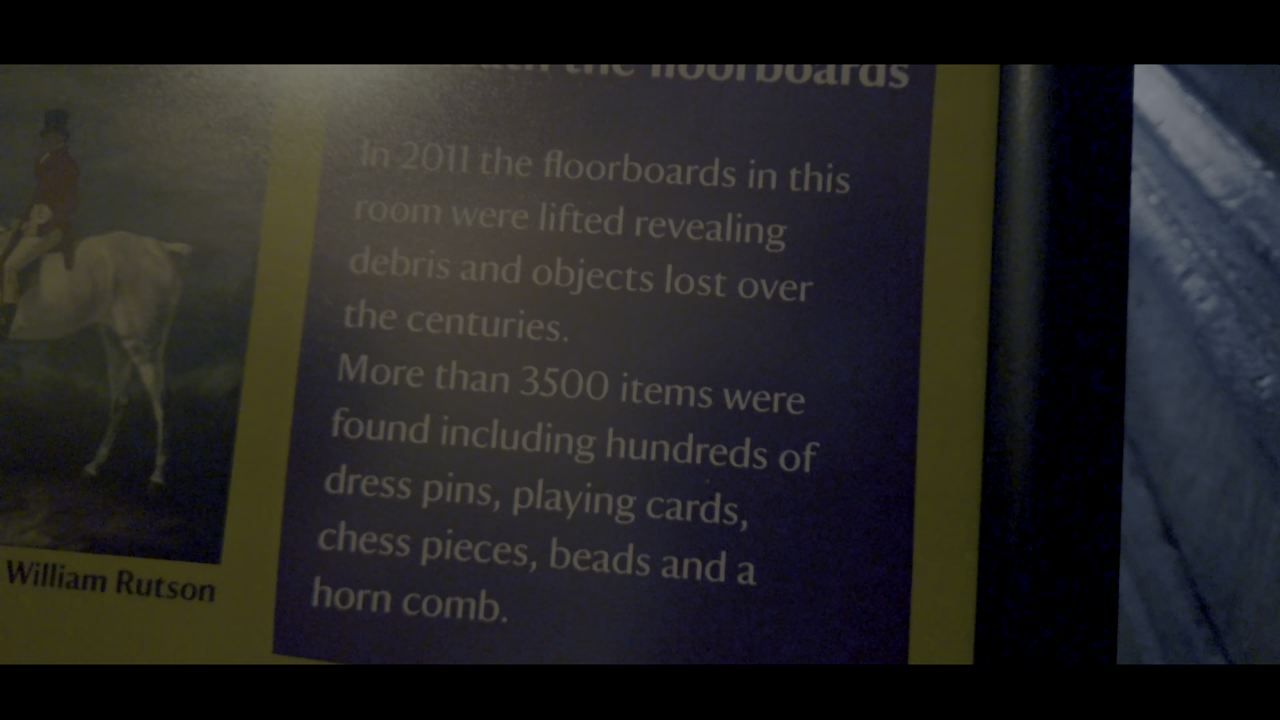 the floorboards
In 2011 the floorboards in this
room were lifted revealing
debris and objects lost over
the centuries.
More than 3500 items were
found including hundreds of
dress pins, playing cards,
chess pieces, beads and a
horn comb.
William Rutson